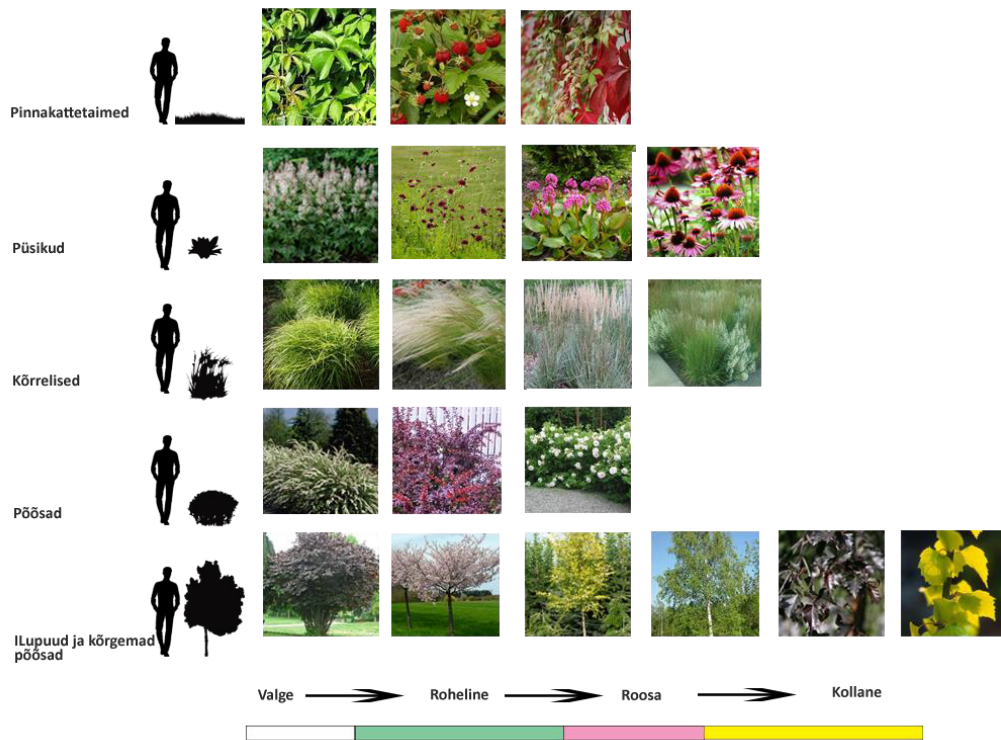 Pinnakattetaimed
Püsikud
Kõrrelised
Põõsad
ILupuud ja kõrgemad
põõsad
Valge
Roheline
Roosa
Kollane